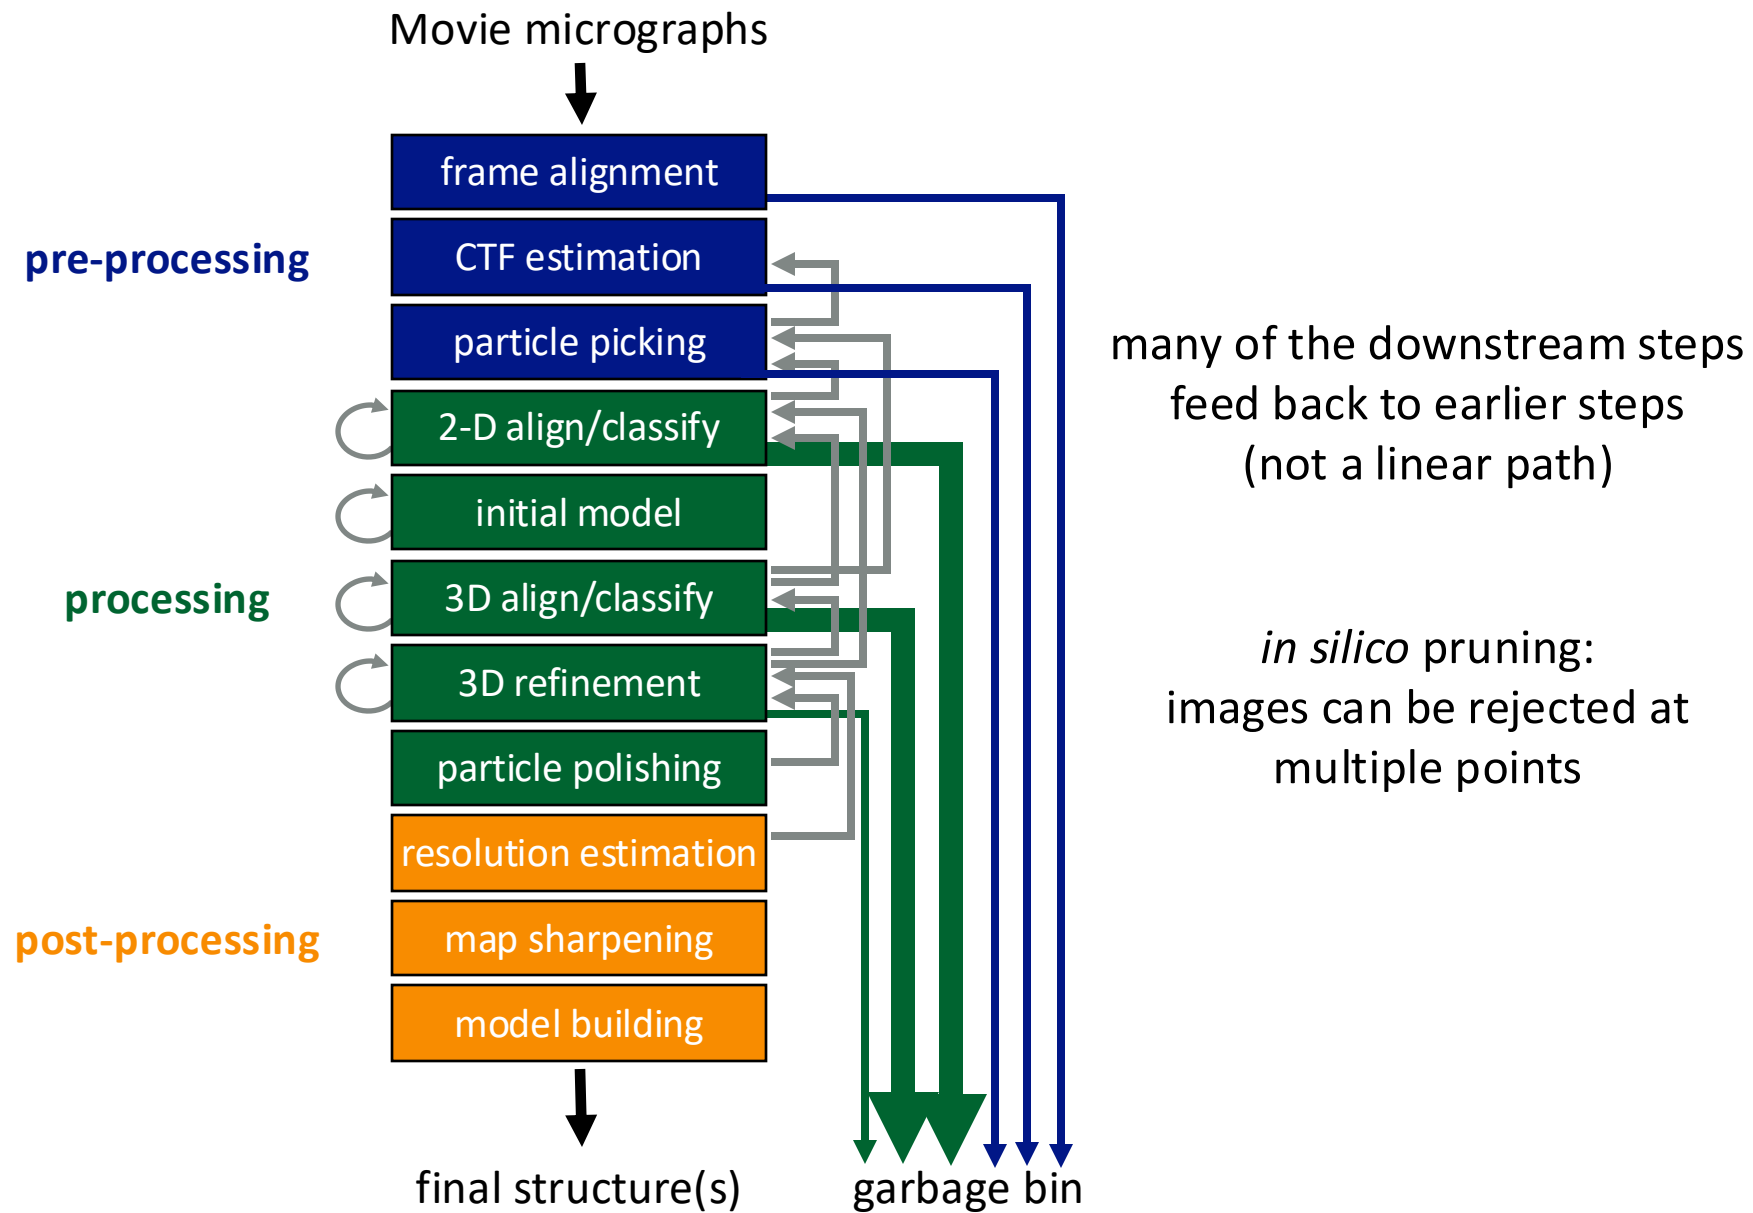 Movie micrographs
frame alignment
pre-processing
CTF estimation
particle picking
2-D align/classify
initial model
processing
3D align/classify
3D refinement
particle polishing
resolution estimation
post-processing
map sharpening
model building
final structure(s)
garbage bin
many of the downstream steps
feed back to earlier steps
(not a linear path)
in silico pruning:
images can be rejected at
multiple points